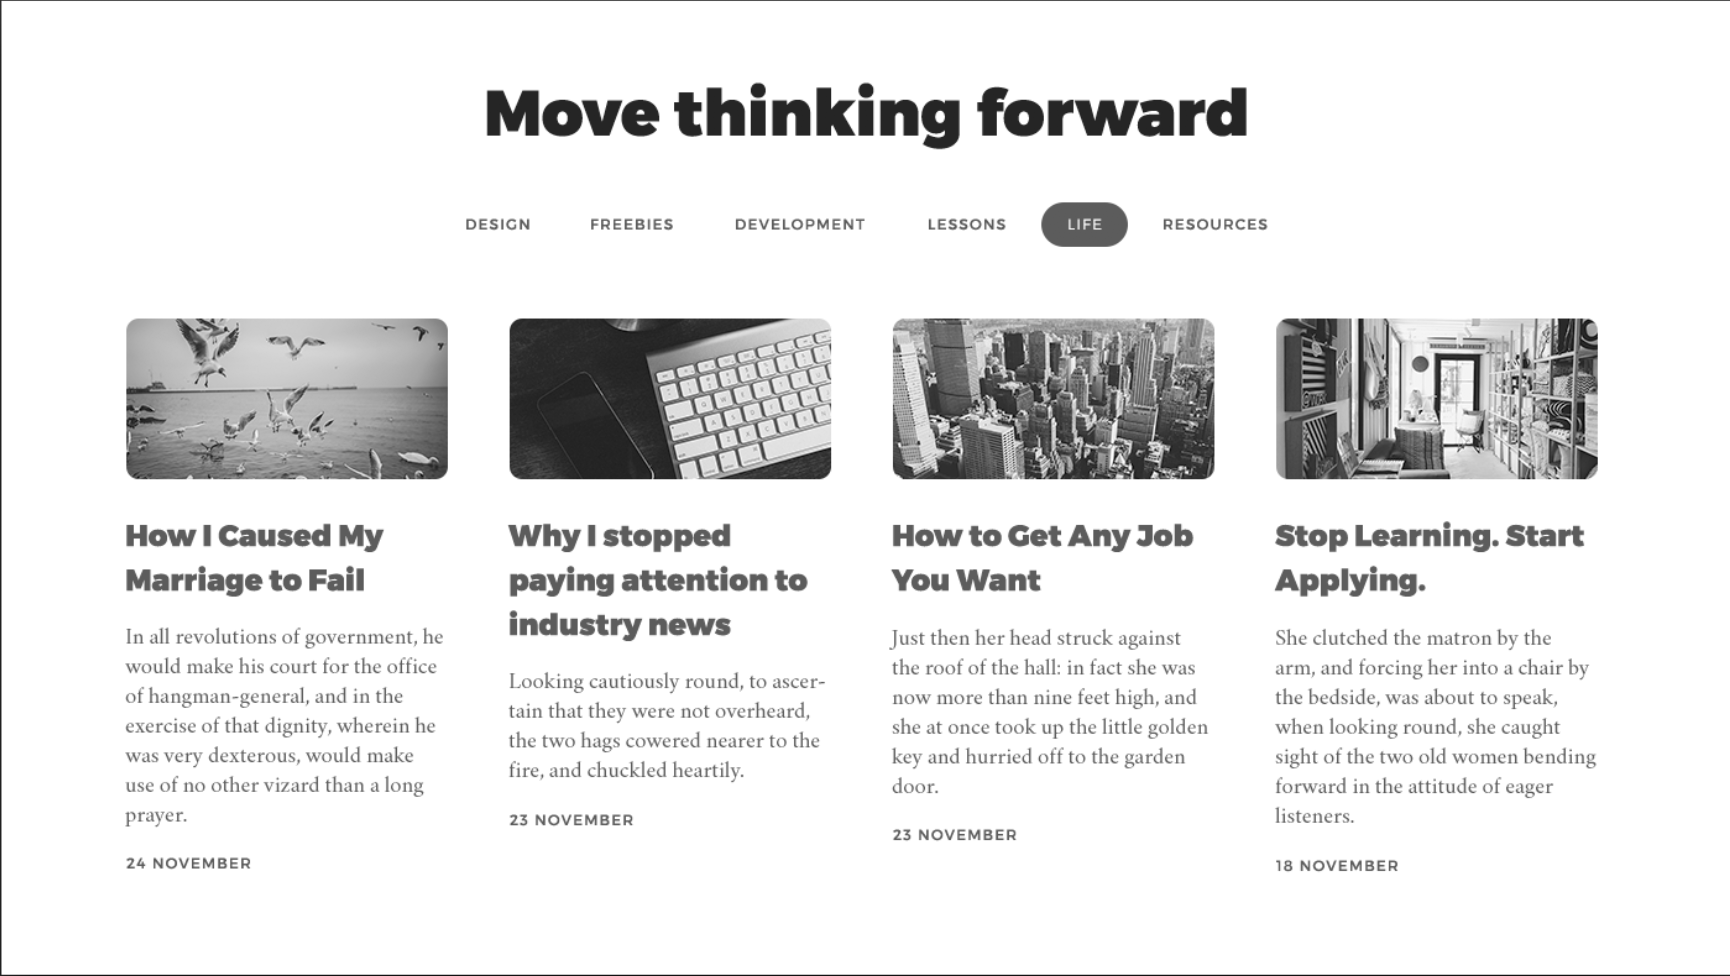 Move thinking forward
DESIGN FREEBIES DEVELOPMENT LESSONS LIFE RESOURCES
How I Caused My
Marriage to Fail
In all revolutions of government, he
would make his court for the office
of hangman-general, and in the
exercise of that dignity, wherein he
was very dexterous, would make
use of no other vizard than a long
prayer.
24 NOVEMBER
Why I stopped
paying attention to
industry news
Looking cautiously round, to ascer-
tain that they were not overheard,
the two hags cowered nearer to the
fire, and chuckled heartily.
23 NOVEMBER
How to Get Any Job
You Want
Just then her head struck against
the roof of the hall: in fact she was
now more than nine feet high, and
she at once took up the little golden
key and hurried off to the garden
door.
23 NOVEMBER
Stop Learning. Start
Applying.
She clutched the matron by the
arm, and forcing her into a chair by
the bedside, was about to speak,
when looking round, she caught
sight of the two old women bending
forward in the attitude of eager
listeners.
18 NOVEMBER